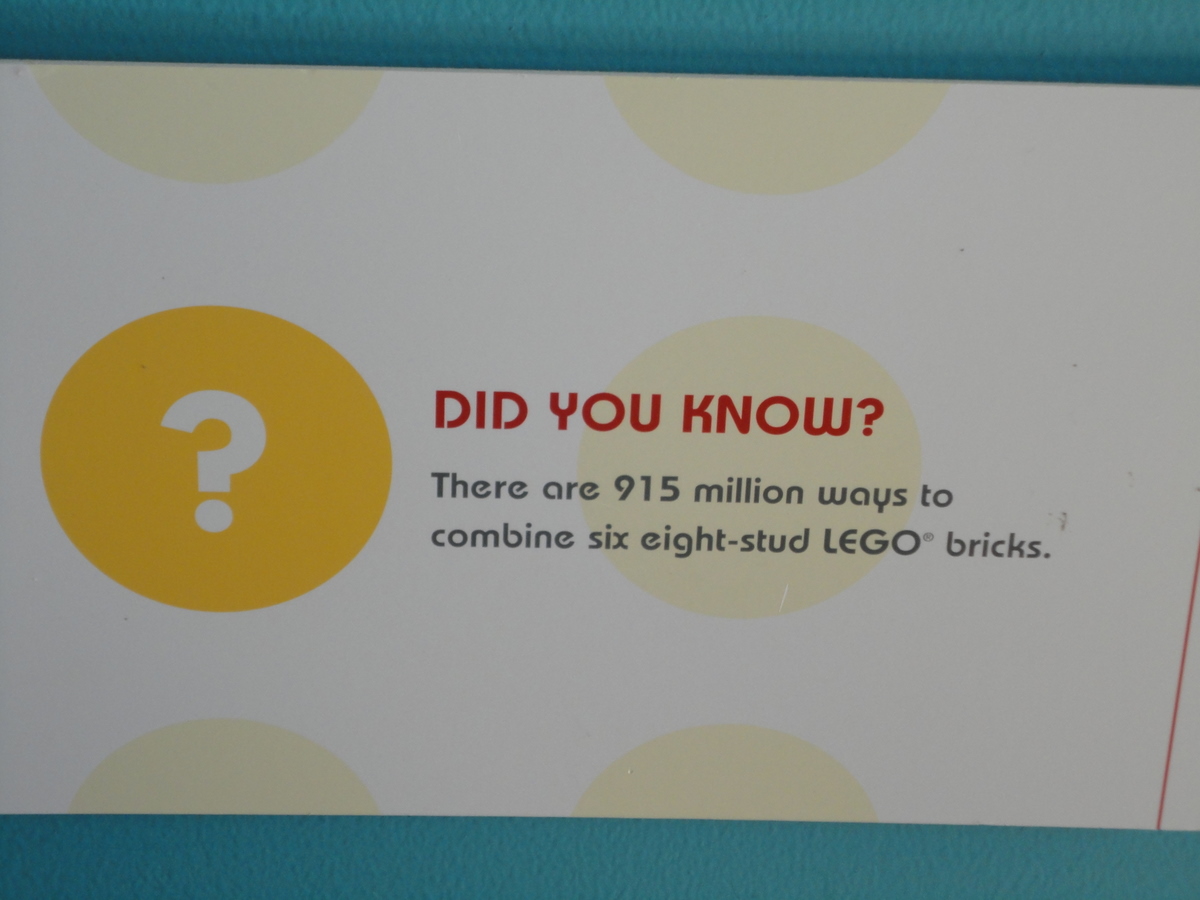 ?
DID YOU KNOW?
There are 915 million ways to
combine six eight-stud LEGO® bricks.